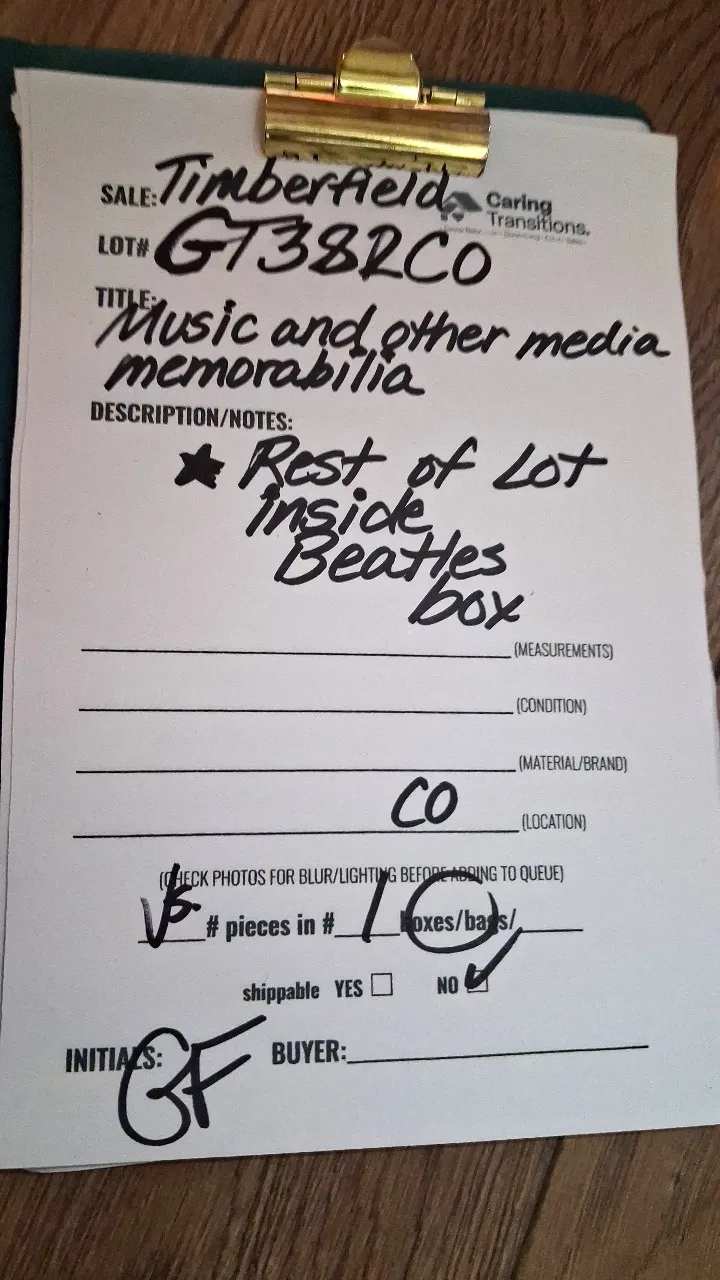 SALE: Timberfield
Caring
Transitions.
LOT# GT382CO
TITLE:
Music and other media
memorabilia
DESCRIPTION/NOTES:
★ Rest of Lot
inside
Beatles
box
(MEASUREMENTS)
(CONDITION)
(MATERIAL/BRAND)
CO (LOCATION)
(CHECK PHOTOS FOR BLUR/LIGHTING BEFORE ADDING TO QUEUE)
# pieces in # 1 boxes/bags/
shippable YES NO
INITIALS: GF BUYER: